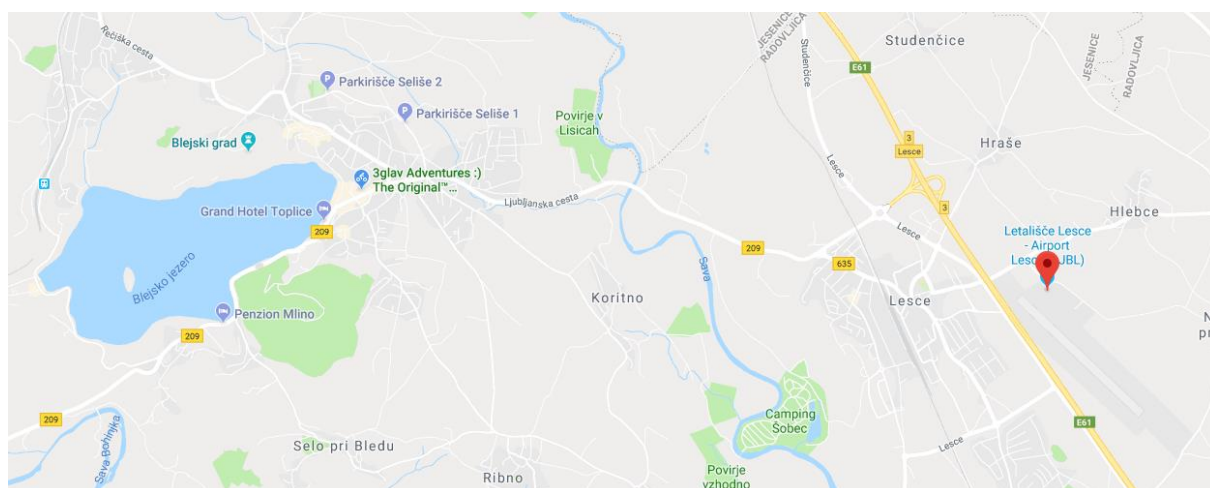 Rečiška cesta
Parkirišče Seliše 2
Parkirišče Seliše 1
Blejski grad
3glav Adventures :)
The Original™...
Grand Hotel Toplice
209
Blejsko jezero
Penzion Mlino
209
209
Sava Bohinjka
Selo pri Bledu
Ribno
Koritno
Ljubljanska cesta
Povirje v
Lisicah
Sava
209
635
Camping
Šobec
Povirje
vzhodno
Lesce
Lesce
Lesce
Lesce
Studenčice
JESENICE
RADOVLJICA
E61
Studenčice
3
Lesce
3
JESENICE
RADOVLJICA
Hraše
Hlebce
Letališče Lesce
- Airport
E61